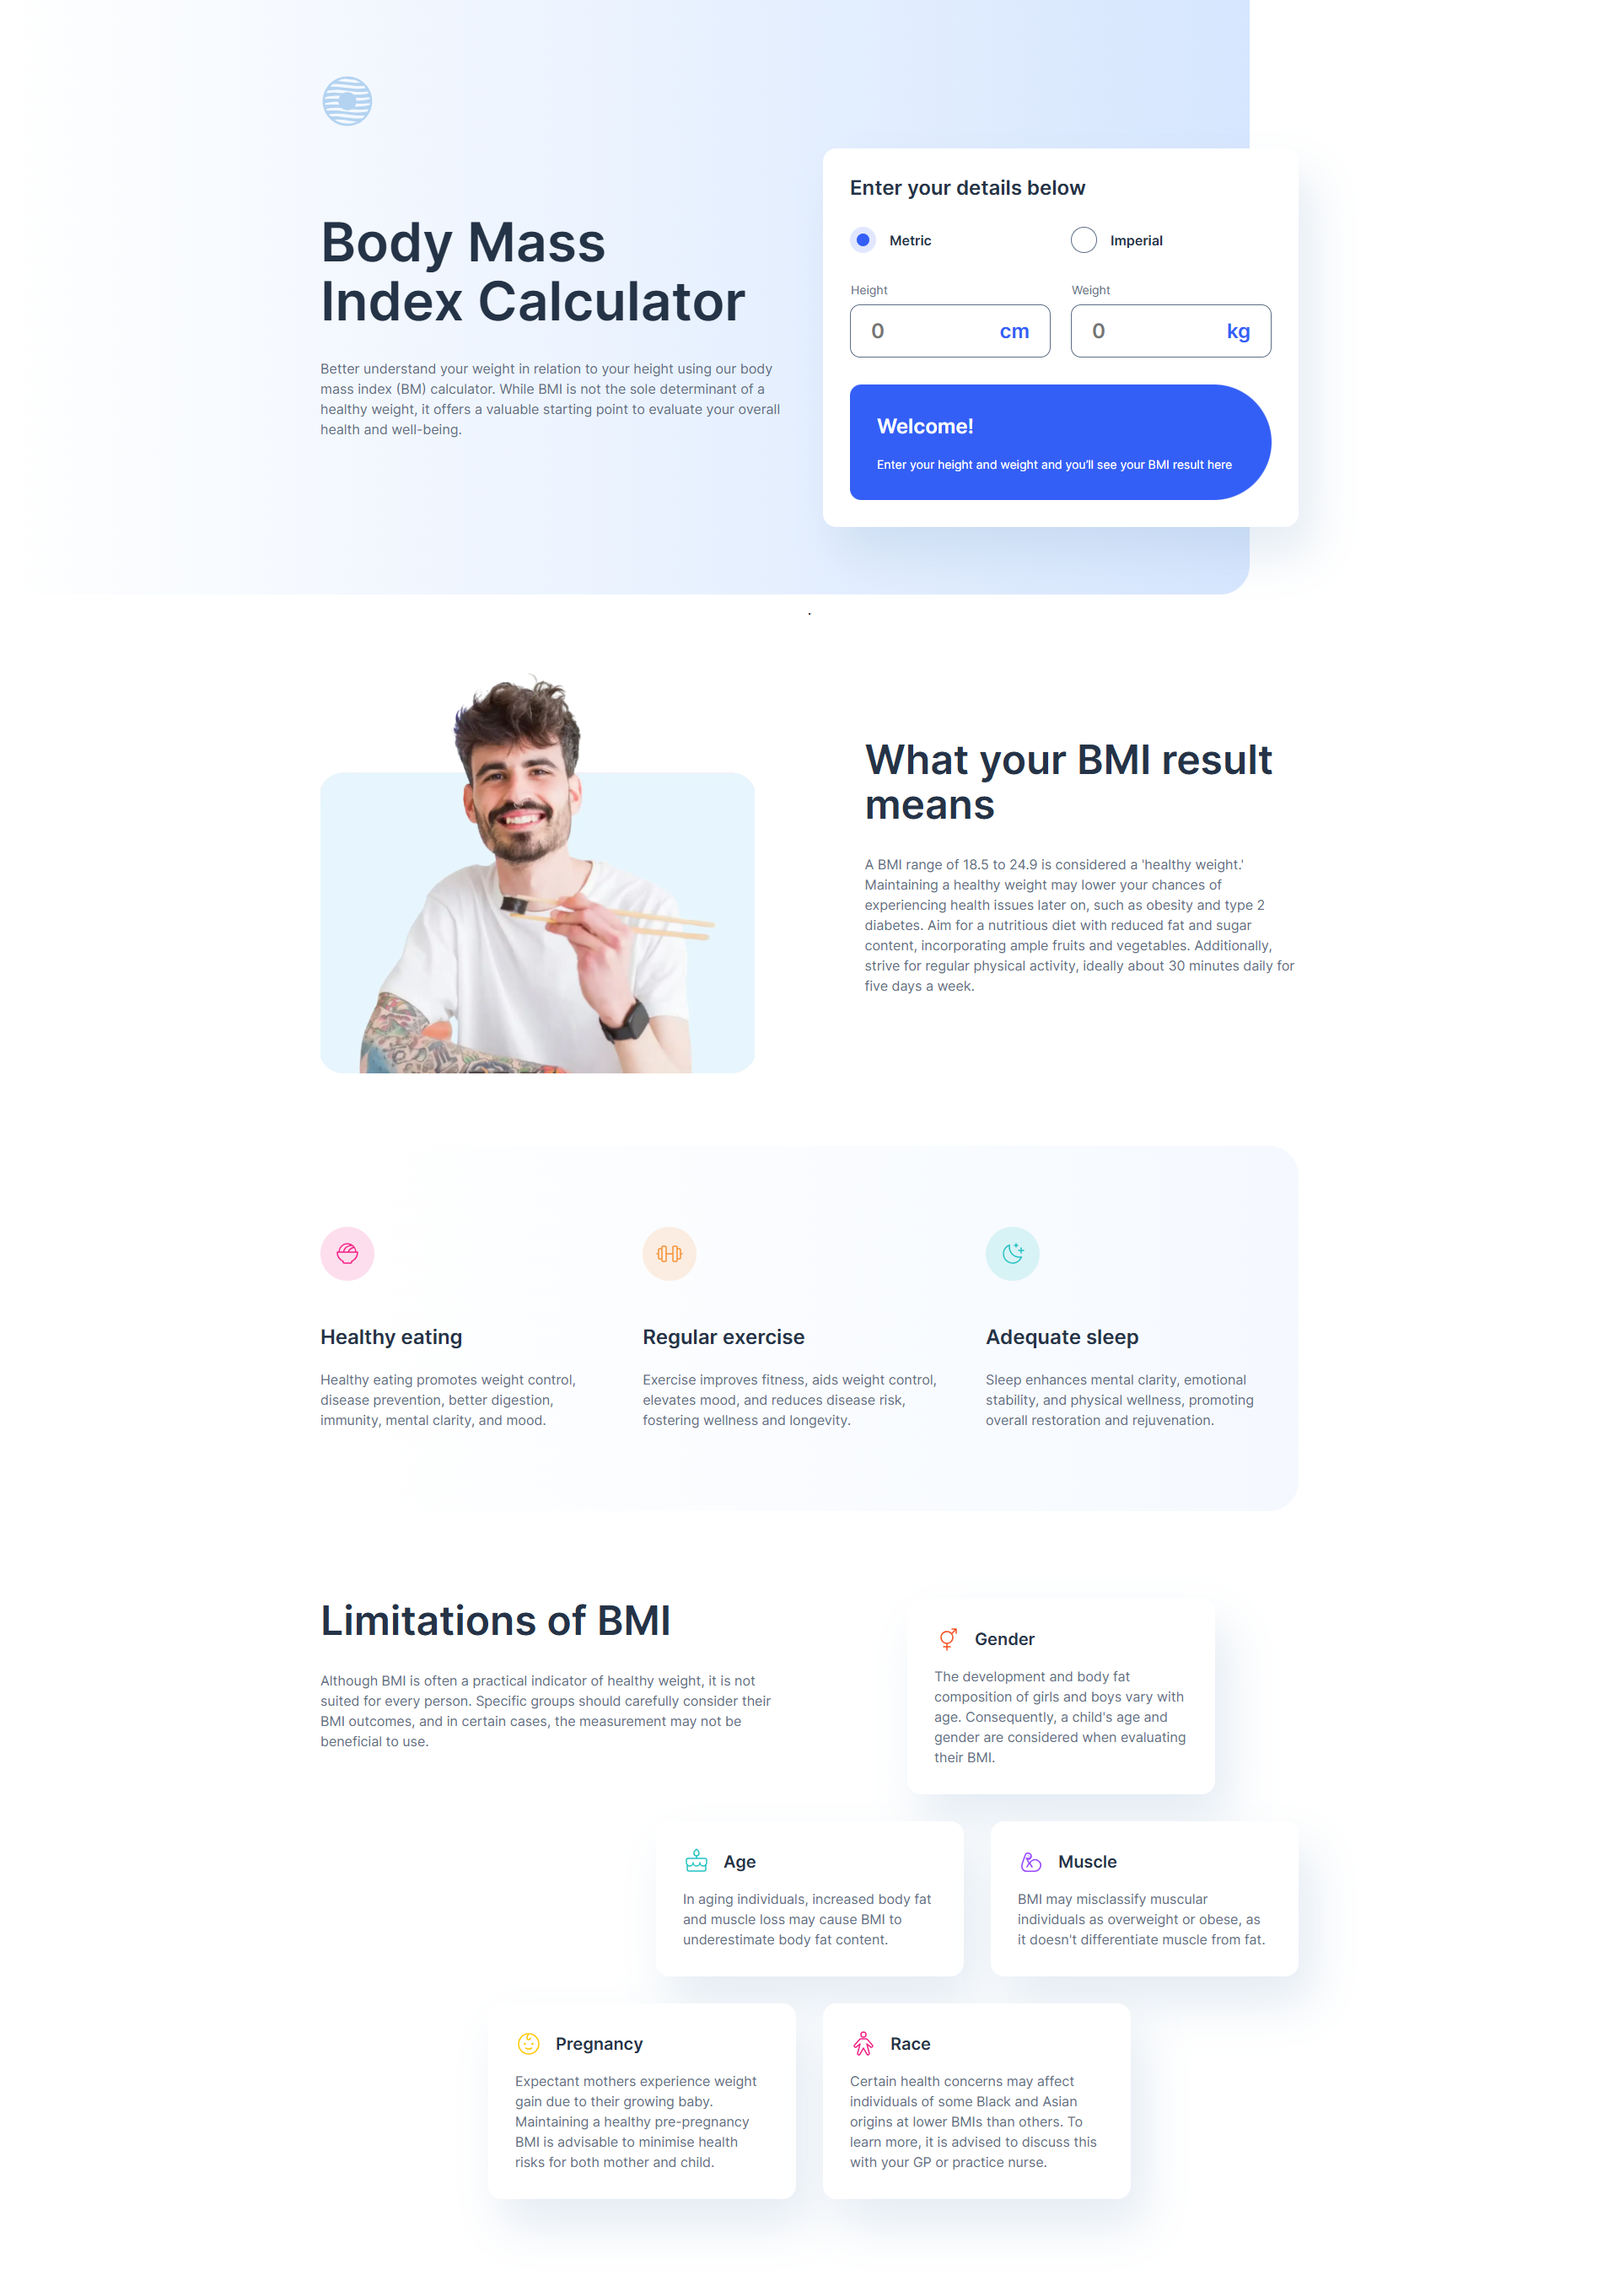 Body Mass
Index Calculator
Better understand your weight in relation to your height using our body
mass index (BM) calculator. While BMI is not the sole determinant of a
healthy weight, it offers a valuable starting point to evaluate your overall
health and well-being.
Enter your details below
Metric
Imperial
Height
Weight
0 cm
0 kg
Welcome!
Enter your height and weight and you'll see your BMI result here
.
What your BMI result
means
A BMI range of 18.5 to 24.9 is considered a 'healthy weight.'
Maintaining a healthy weight may lower your chances of
experiencing health issues later on, such as obesity and type 2
diabetes. Aim for a nutritious diet with reduced fat and sugar
content, incorporating ample fruits and vegetables. Additionally,
strive for regular physical activity, ideally about 30 minutes daily for
five days a week.
Healthy eating
Healthy eating promotes weight control,
disease prevention, better digestion,
immunity, mental clarity, and mood.
Regular exercise
Exercise improves fitness, aids weight control,
elevates mood, and reduces disease risk,
fostering wellness and longevity.
Adequate sleep
Sleep enhances mental clarity, emotional
stability, and physical wellness, promoting
overall restoration and rejuvenation.
Limitations of BMI
Although BMI is often a practical indicator of healthy weight, it is not
suited for every person. Specific groups should carefully consider their
BMI outcomes, and in certain cases, the measurement may not be
beneficial to use.
Gender
The development and body fat
composition of girls and boys vary with
age. Consequently, a child's age and
gender are considered when evaluating
their BMI.
Age
In aging individuals, increased body fat
and muscle loss may cause BMI to
underestimate body fat content.
Muscle
BMI may misclassify muscular
individuals as overweight or obese, as
it doesn't differentiate muscle from fat.
Pregnancy
Expectant mothers experience weight
gain due to their growing baby.
Maintaining a healthy pre-pregnancy
BMI is advisable to minimise health
risks for both mother and child.
Race
Certain health concerns may affect
individuals of some Black and Asian
origins at lower BMIs than others. To
learn more, it is advised to discuss this
with your GP or practice nurse.